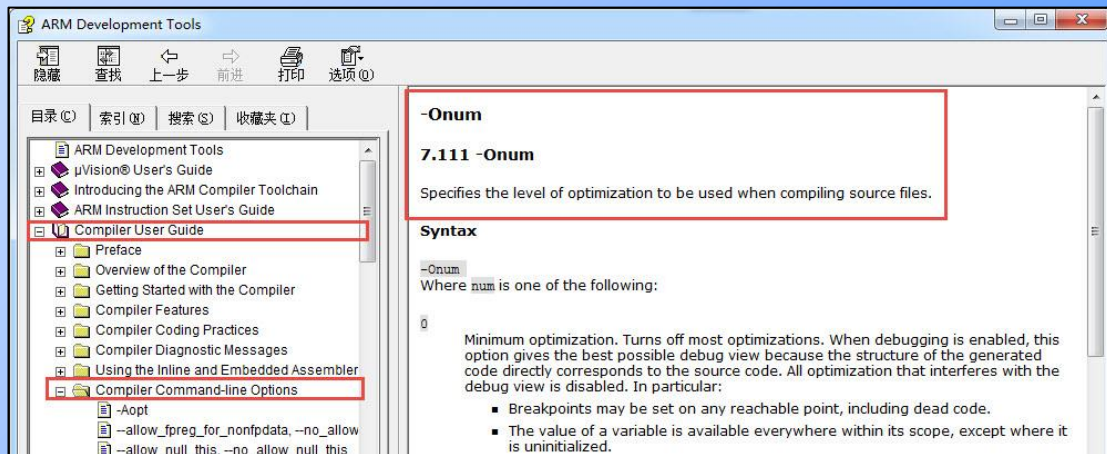 ARM Development Tools
隐藏 查找 上一步 前进 打印 选项(O)
目录(C) 索引(N) 搜索(S) 收藏夹(I)
ARM Development Tools
µVision® User's Guide
Introducing the ARM Compiler Toolchain
ARM Instruction Set User's Guide
Compiler User Guide
Preface
Overview of the Compiler
Getting Started with the Compiler
Compiler Features
Compiler Coding Practices
Compiler Diagnostic Messages
Using the Inline and Embedded Assembler
Compiler Command-line Options
-Aopt
--allow_fpreg_for_nonfpdata, --no_allow
--allow_null_this, --no_allow_null_this
-Onum
7.111 -Onum
Specifies the level of optimization to be used when compiling source files.
Syntax
-Onum
Where num is one of the following:
0
Minimum optimization. Turns off most optimizations. When debugging is enabled, this
option gives the best possible debug view because the structure of the generated
code directly corresponds to the source code. All optimization that interferes with the
debug view is disabled. In particular:
▪ Breakpoints may be set on any reachable point, including dead code.
▪ The value of a variable is available everywhere within its scope, except where it
is uninitialized.